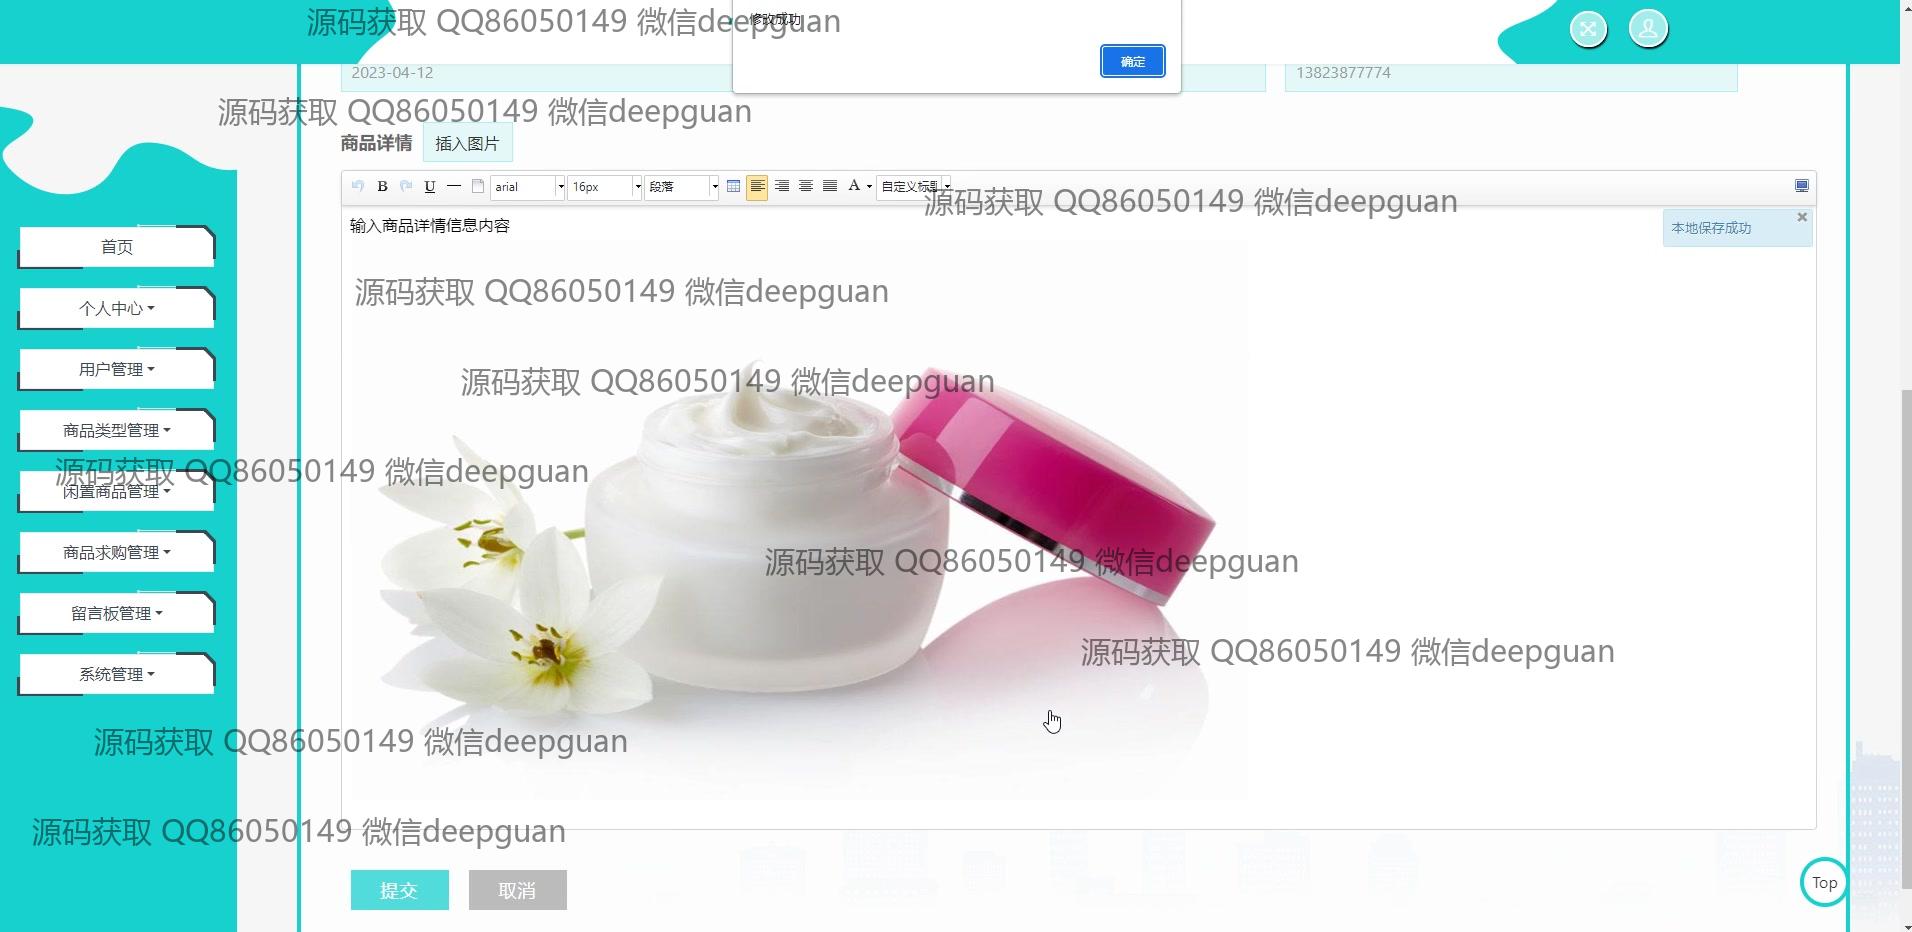 源码获取 QQ86050149 微信deepguan
修改成功
确定
2023-04-12
13823877774
源码获取 QQ86050149 微信deepguan
商品详情
插入图片
B U arial 16px 段落 A 自定义标题
源码获取 QQ86050149 微信deepguan
输入商品详情信息内容
本地保存成功
首页
源码获取 QQ86050149 微信deepguan
个人中心
用户管理
源码获取 QQ86050149 微信deepguan
商品类型管理
源码获取 QQ86050149 微信deepguan
闲置商品管理
商品求购管理
源码获取 QQ86050149 微信deepguan
留言板管理
源码获取 QQ86050149 微信deepguan
系统管理
源码获取 QQ86050149 微信deepguan
源码获取 QQ86050149 微信deepguan
提交
取消
Top